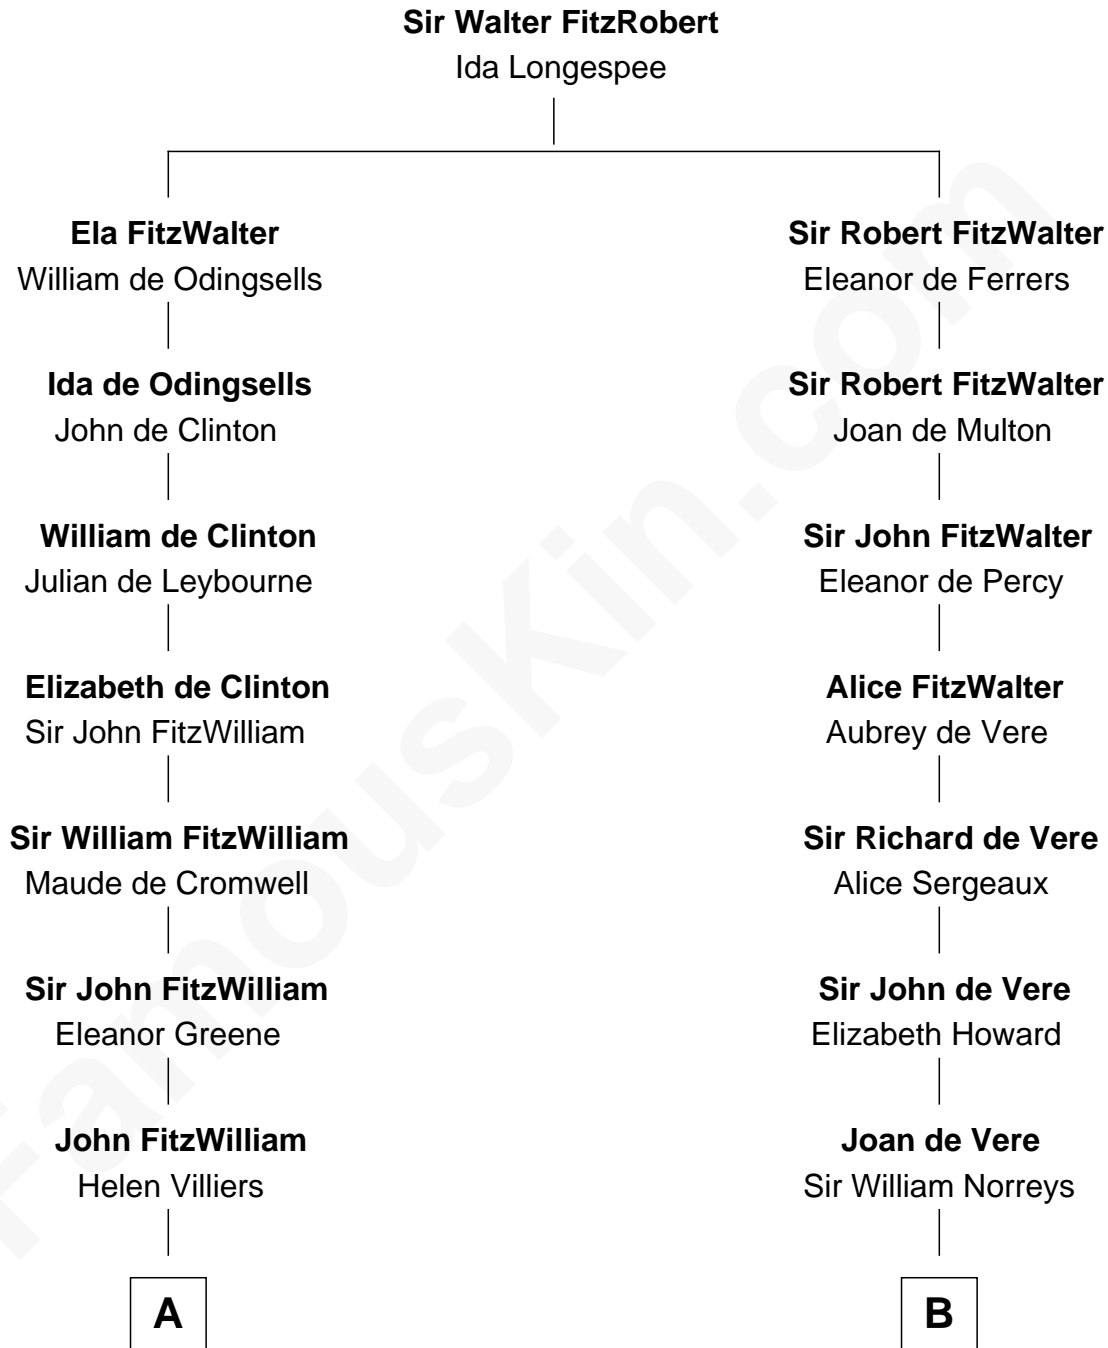 Sir Walter FitzRobert
Ida Longespee
Ela FitzWalter
William de Odingsells
Sir Robert FitzWalter
Eleanor de Ferrers
Ida de Odingsells
John de Clinton
Sir Robert FitzWalter
Joan de Multon
William de Clinton
Julian de Leybourne
Sir John FitzWalter
Eleanor de Percy
Elizabeth de Clinton
Sir John FitzWilliam
Alice FitzWalter
Aubrey de Vere
Sir William FitzWilliam
Maude de Cromwell
Sir Richard de Vere
Alice Sergeaux
Sir John FitzWilliam
Eleanor Greene
Sir John de Vere
Elizabeth Howard
John FitzWilliam
Helen Villiers
Joan de Vere
Sir William Norreys
A
B
FamousKin.com